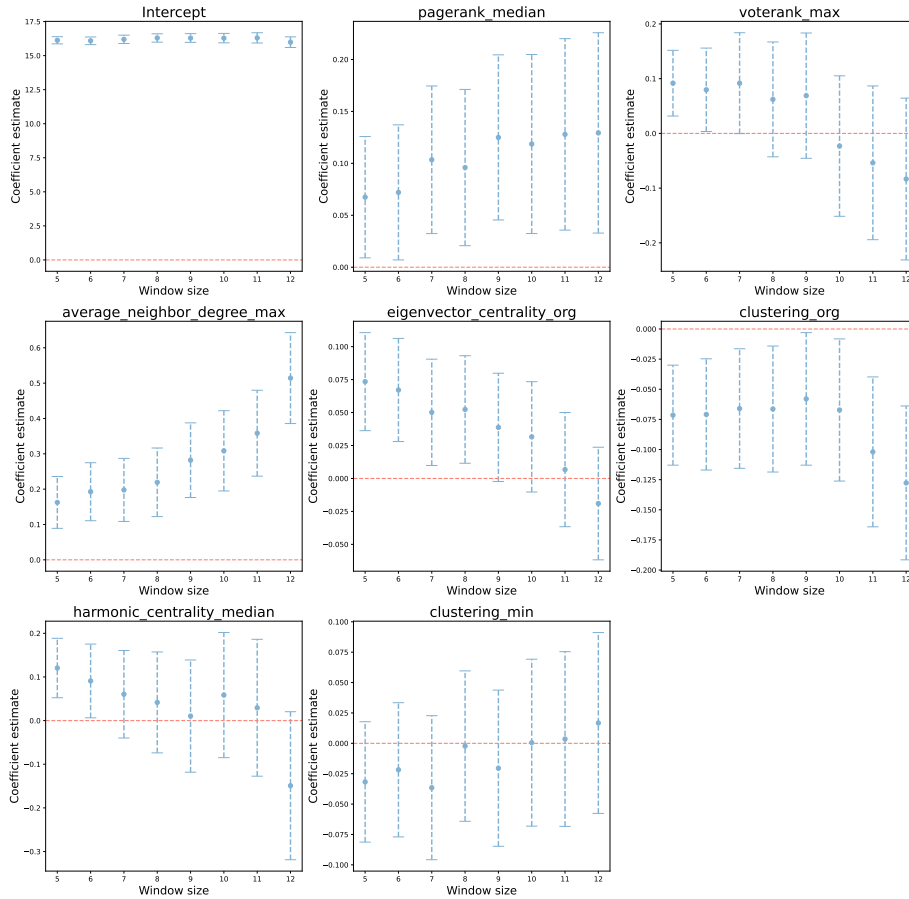 Intercept
17.5
15.0
12.5
10.0
7.5
5.0
2.5
0.0
Coefficient estimate
5 6 7 8 9 10 11 12
Window size
pagerank_median
0.20
0.15
0.10
0.05
0.00
Coefficient estimate
5 6 7 8 9 10 11 12
Window size
voterank_max
0.2
0.1
0.0
−0.1
−0.2
Coefficient estimate
5 6 7 8 9 10 11 12
Window size
average_neighbor_degree_max
0.6
0.5
0.4
0.3
0.2
0.1
0.0
Coefficient estimate
5 6 7 8 9 10 11 12
Window size
eigenvector_centrality_org
0.100
0.075
0.050
0.025
0.000
−0.025
−0.050
Coefficient estimate
5 6 7 8 9 10 11 12
Window size
clustering_org
0.000
−0.025
−0.050
−0.075
−0.100
−0.125
−0.150
−0.175
−0.200
Coefficient estimate
5 6 7 8 9 10 11 12
Window size
harmonic_centrality_median
0.2
0.1
0.0
−0.1
−0.2
−0.3
Coefficient estimate
5 6 7 8 9 10 11 12
Window size
clustering_min
0.100
0.075
0.050
0.025
0.000
−0.025
−0.050
−0.075
−0.100
Coefficient estimate
5 6 7 8 9 10 11 12
Window size